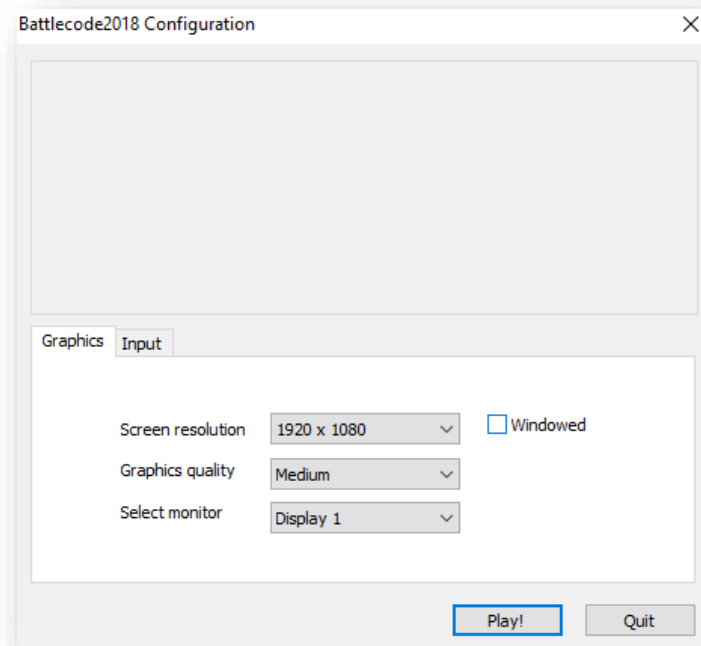 Battlecode2018 Configuration
Graphics
Input
Screen resolution
1920 x 1080
Windowed
Graphics quality
Medium
Select monitor
Display 1
Play!
Quit